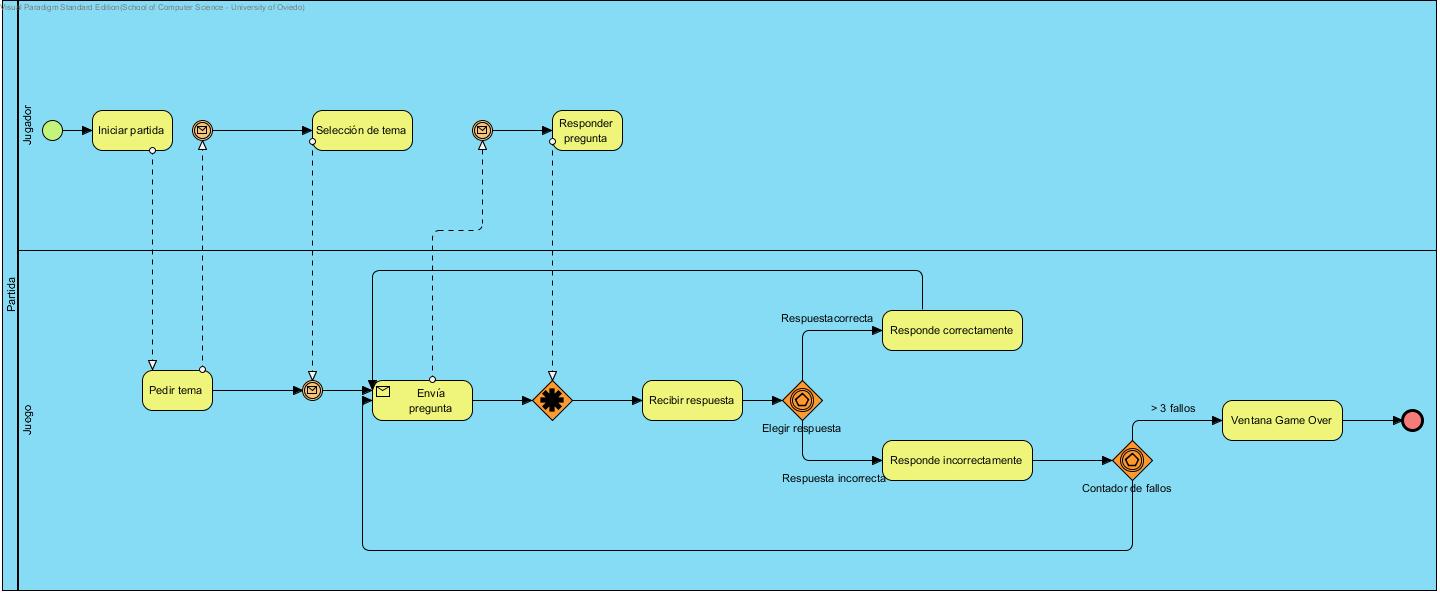 Visual Paradigm Standard Edition(School of Computer Science - University of Oviedo)
Jugador
Iniciar partida
Selección de tema
Responder
pregunta
Partida
Juego
Pedir tema
Envía
pregunta
Recibir respuesta
Elegir respuesta
Respuestacorrecta
Responde correctamente
Respuesta incorrecta
Responde incorrectamente
Contador de fallos
> 3 fallos
Ventana Game Over